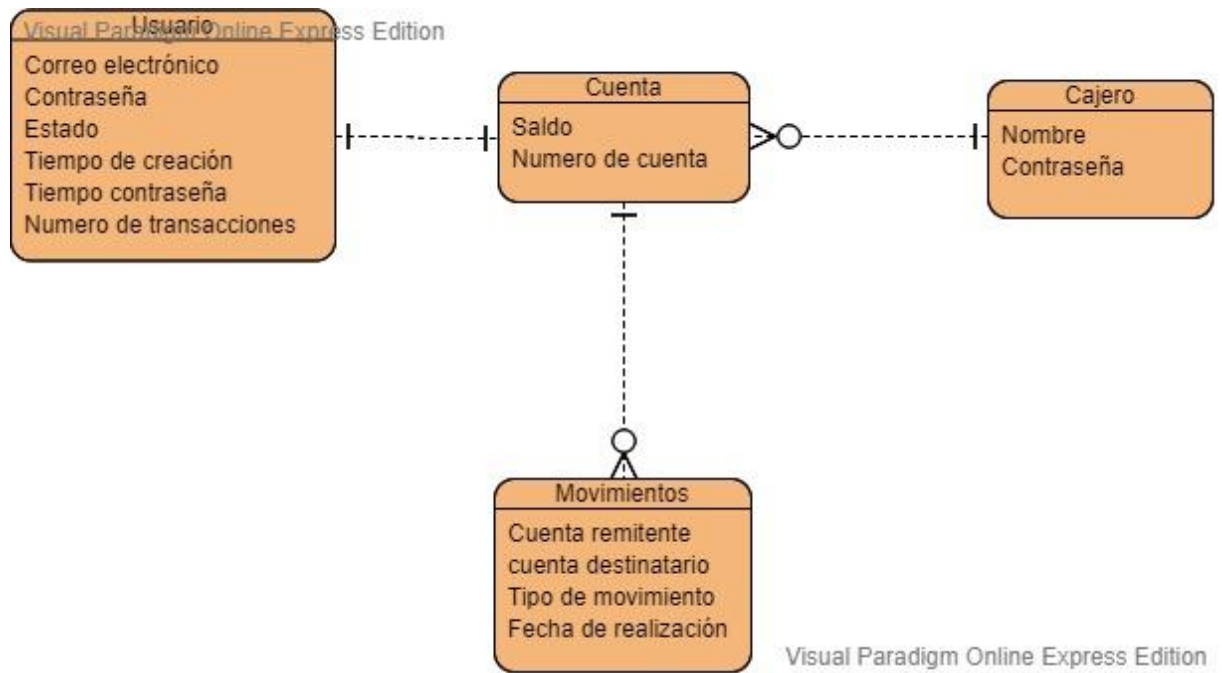 Visual Paradigm Online Express Edition
Usuario
Correo electrónico
Contraseña
Estado
Tiempo de creación
Tiempo contraseña
Numero de transacciones
Cuenta
Saldo
Numero de cuenta
Cajero
Nombre
Contraseña
Movimientos
Cuenta remitente
cuenta destinatario
Tipo de movimiento
Fecha de realización
Visual Paradigm Online Express Edition